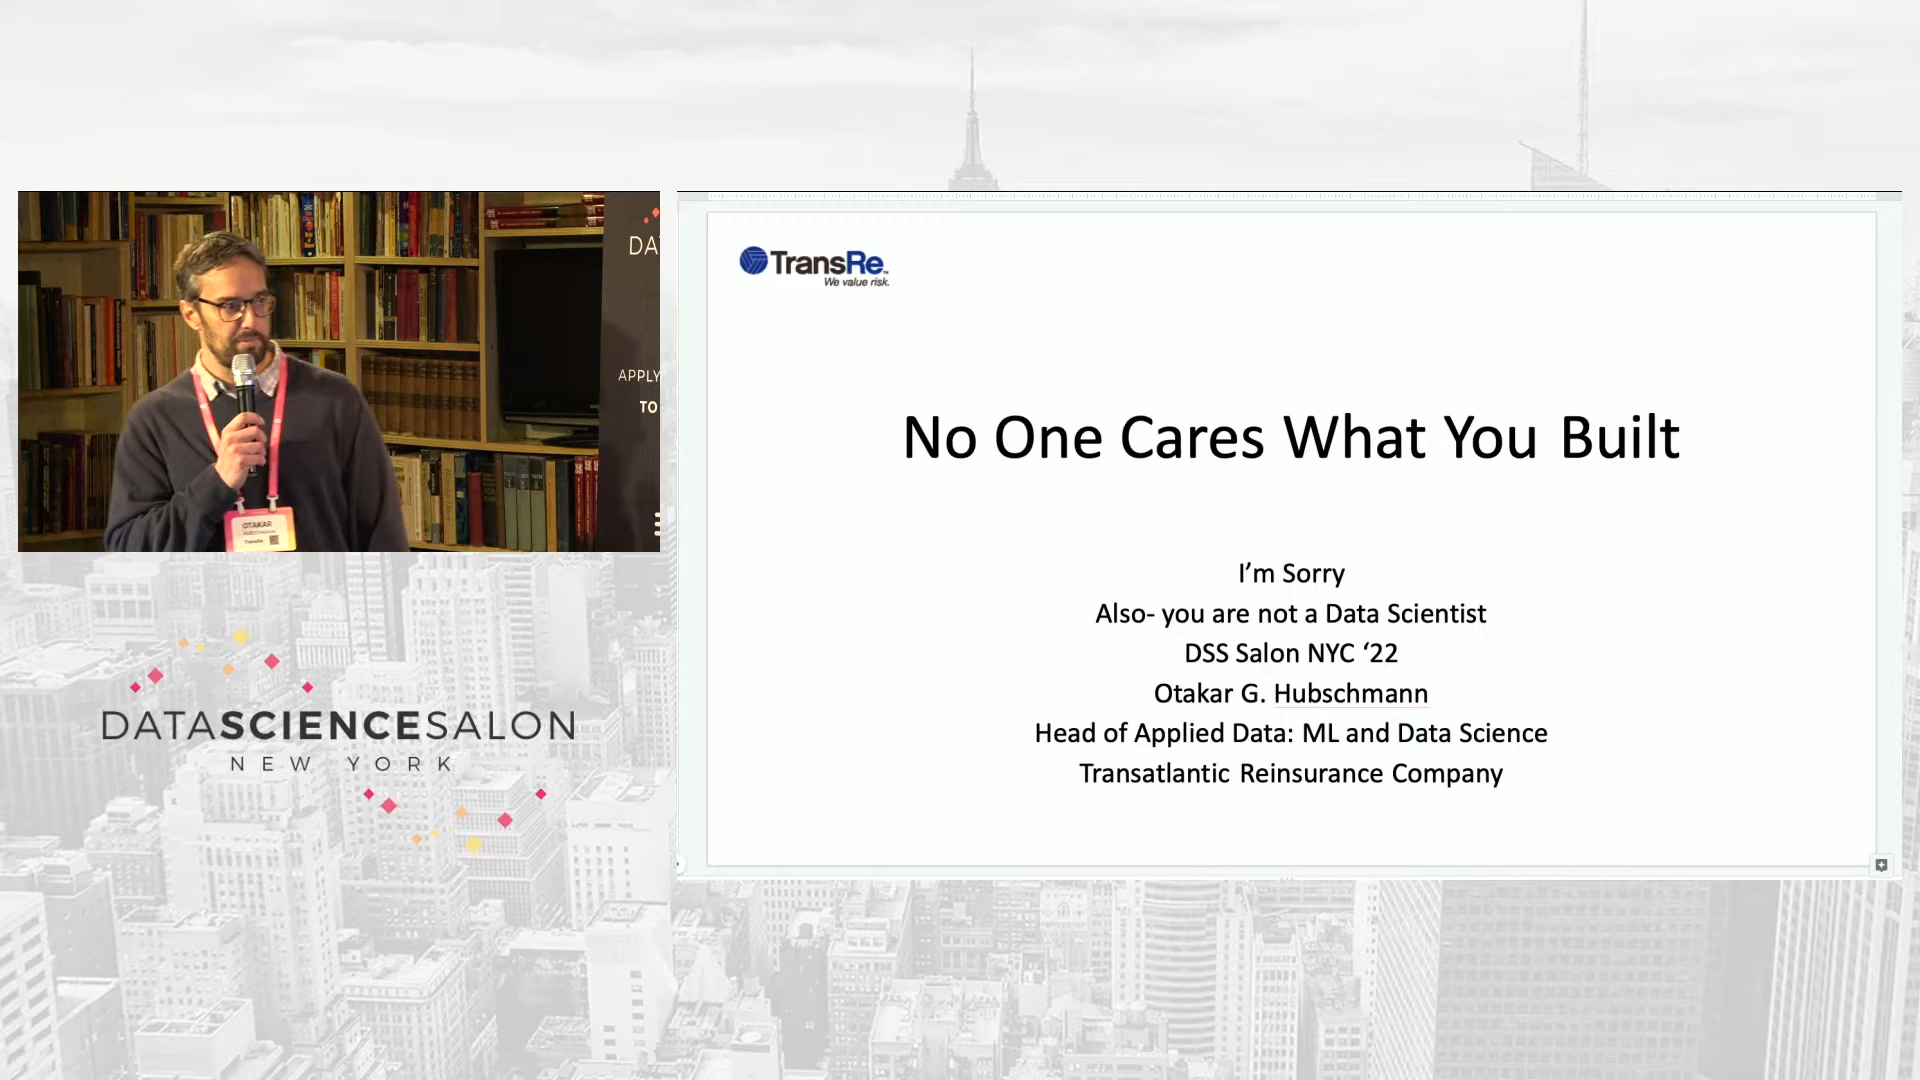 DA
APPLY
TO
OTAKAR
TransRe
TransRe
We value risk.
No One Cares What You Built
I’m Sorry
Also- you are not a Data Scientist
DSS Salon NYC ‘22
Otakar G. Hubschmann
Head of Applied Data: ML and Data Science
Transatlantic Reinsurance Company
DATASCIENCESALON
NEW YORK